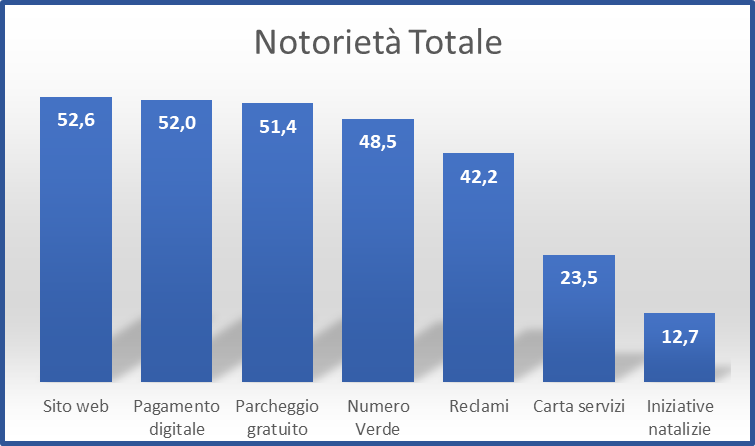 Notorietà Totale
52,6
52,0
51,4
48,5
42,2
23,5
12,7
Sito web
Pagamento
digitale
Parcheggio
gratuito
Numero
Verde
Reclami
Carta servizi
Iniziative
natalizie